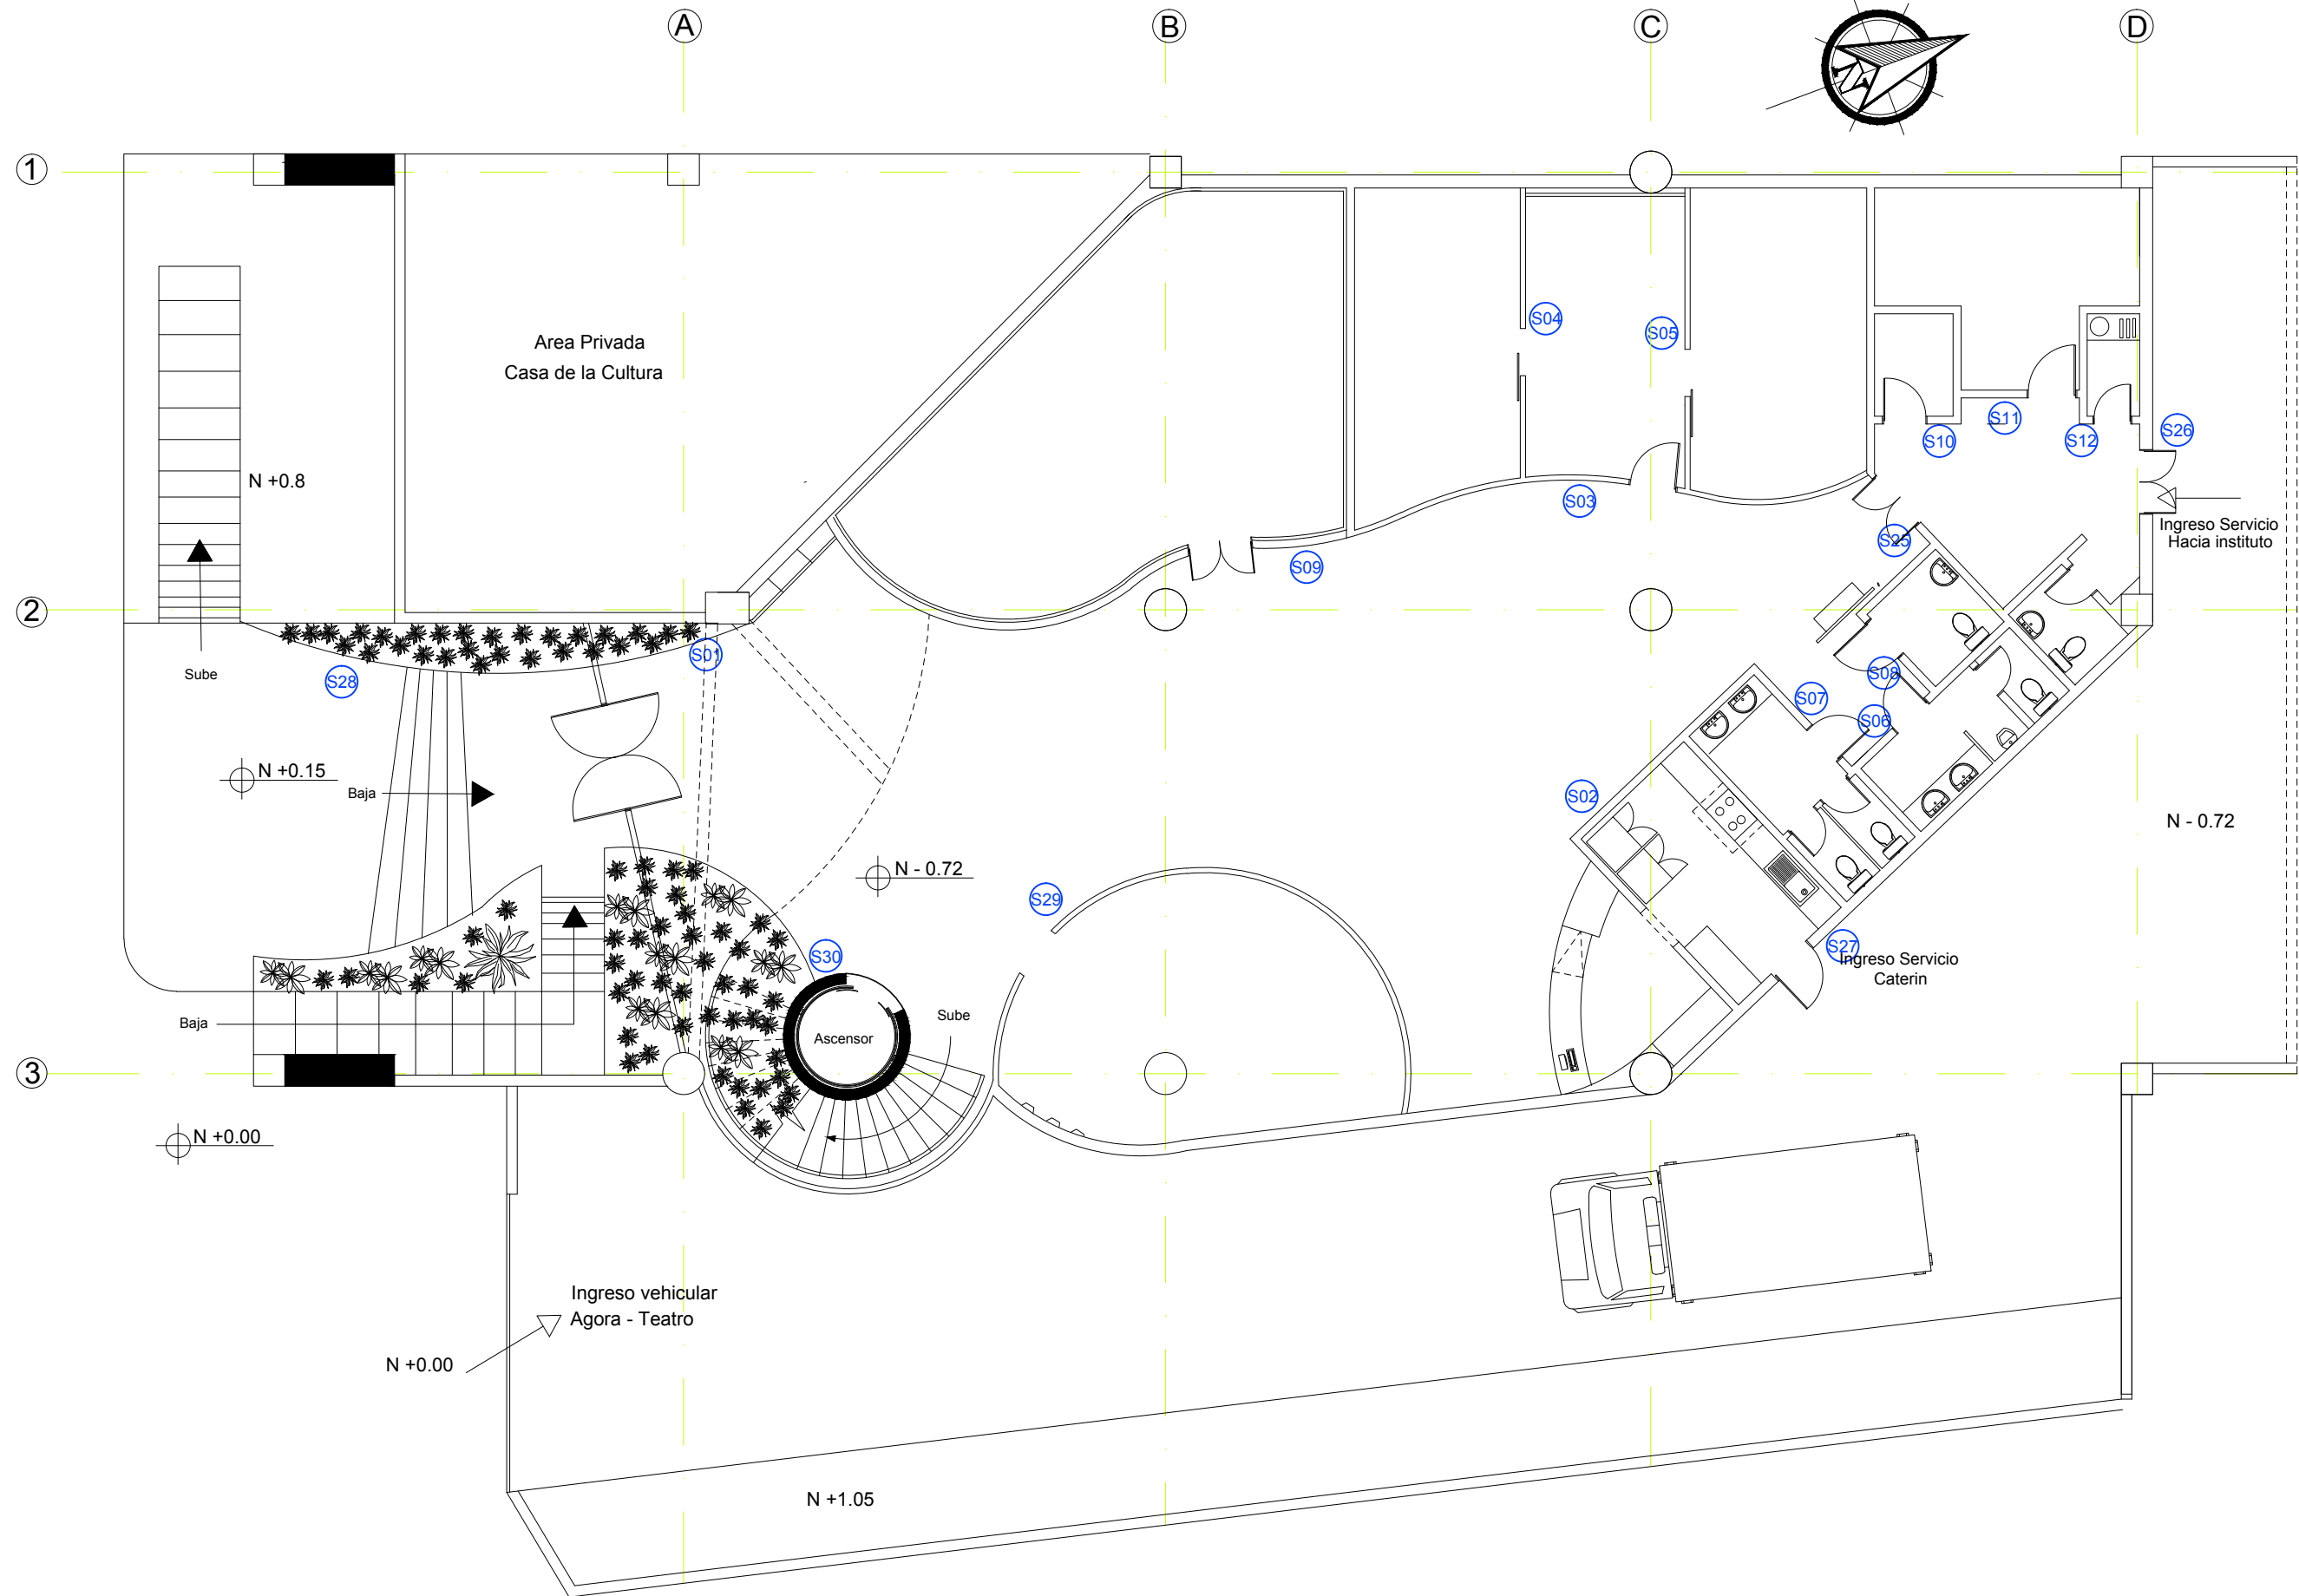 A
B
C
D
N
1
Area Privada
Casa de la Cultura
S04
S05
S10
S11
S12
S26
N +0.8
S03
Ingreso Servicio
Hacia instituto
S25
S09
2
S01
Sube
S28
S08
S07
S06
N +0.15
Baja
S02
N - 0.72
N - 0.72
S29
S30
S27
Ingreso Servicio
Caterin
Baja
Sube
Ascensor
3
N +0.00
Ingreso vehicular
Agora - Teatro
N +0.00
N +1.05